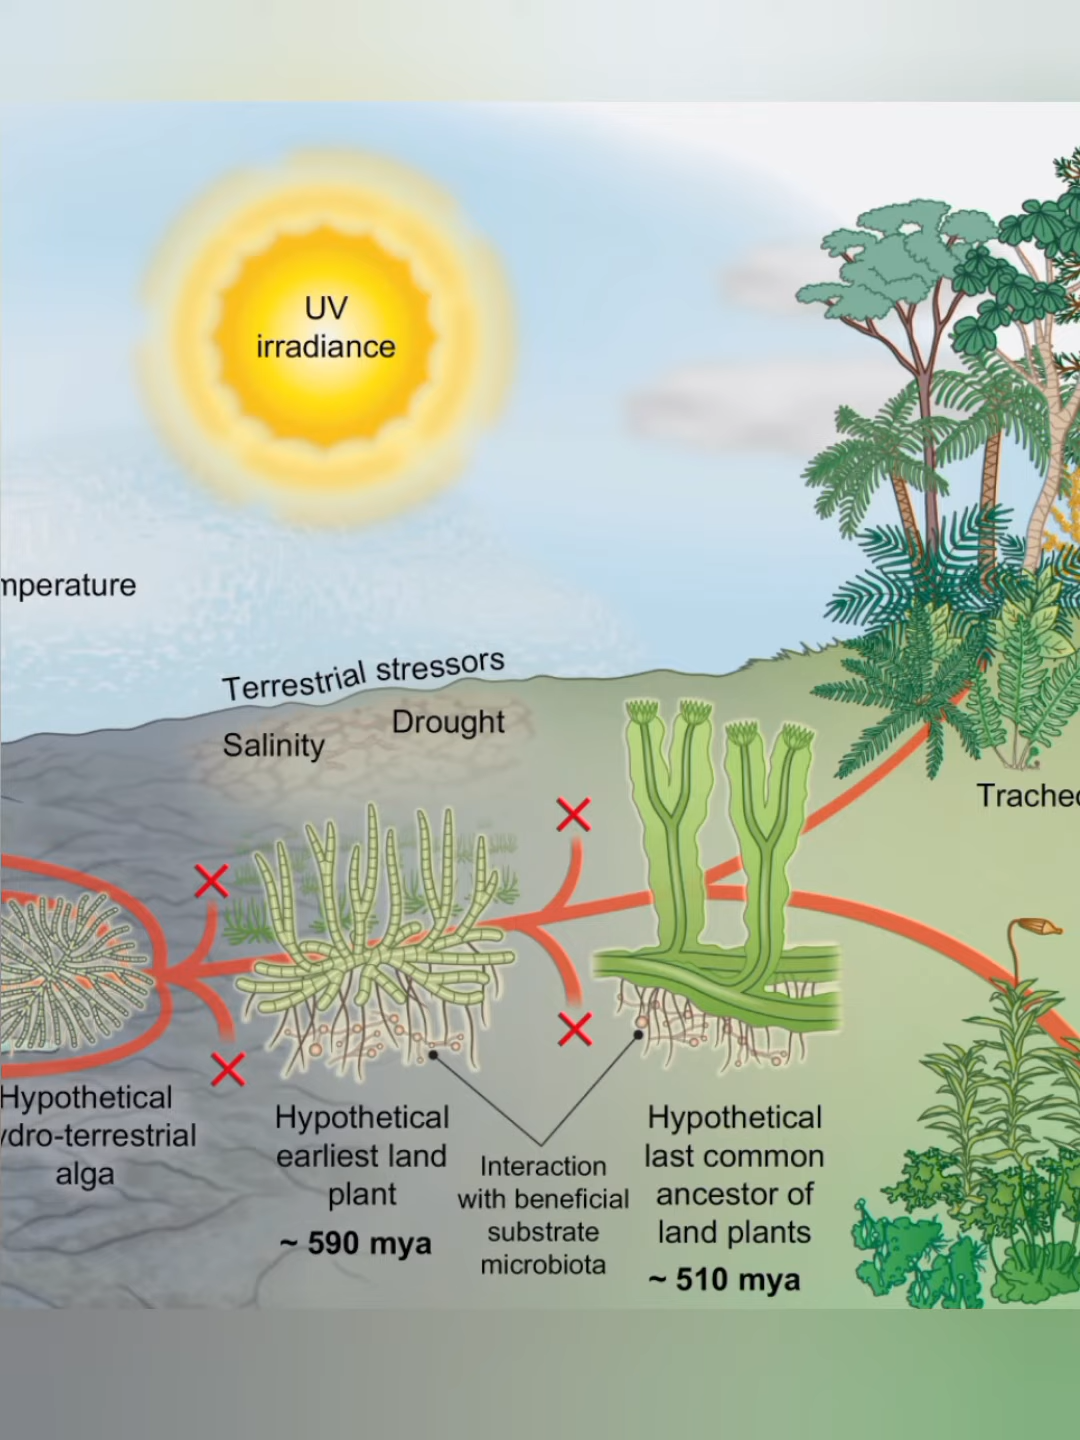 UV
irradiance
mperature
Terrestrial stressors
Drought
Salinity
Tracheo
Hypothetical
ydro-terrestrial
alga
Hypothetical
earliest land
plant
~ 590 mya
Interaction
with beneficial
substrate
microbiota
Hypothetical
last common
ancestor of
land plants
~ 510 mya